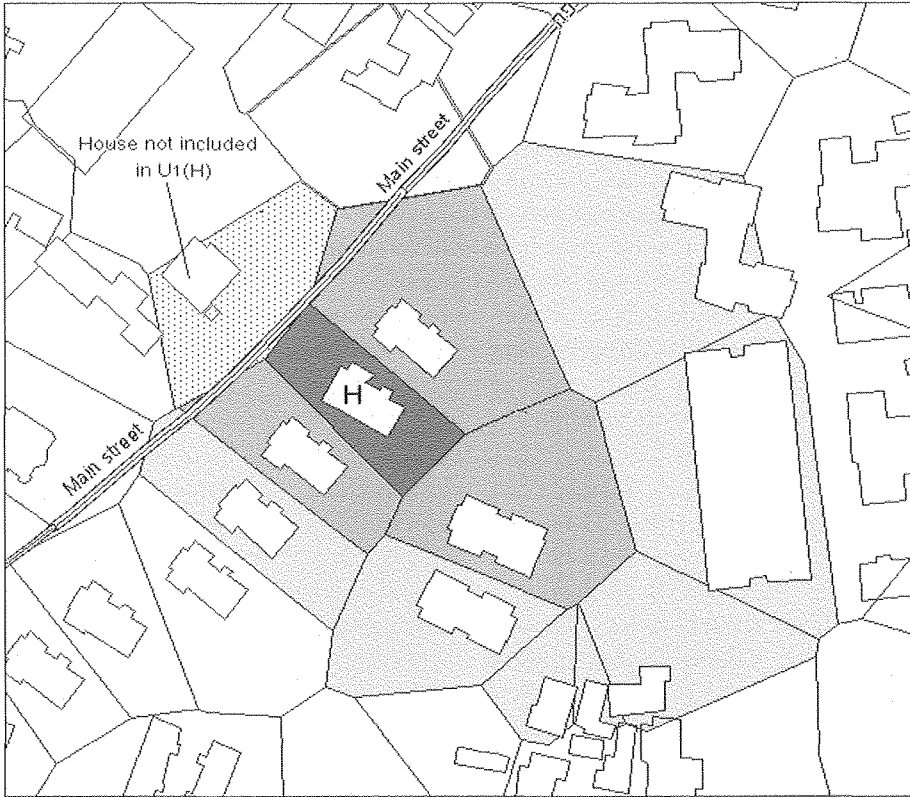 Main street
House not included
in U1(H)
H
Main street